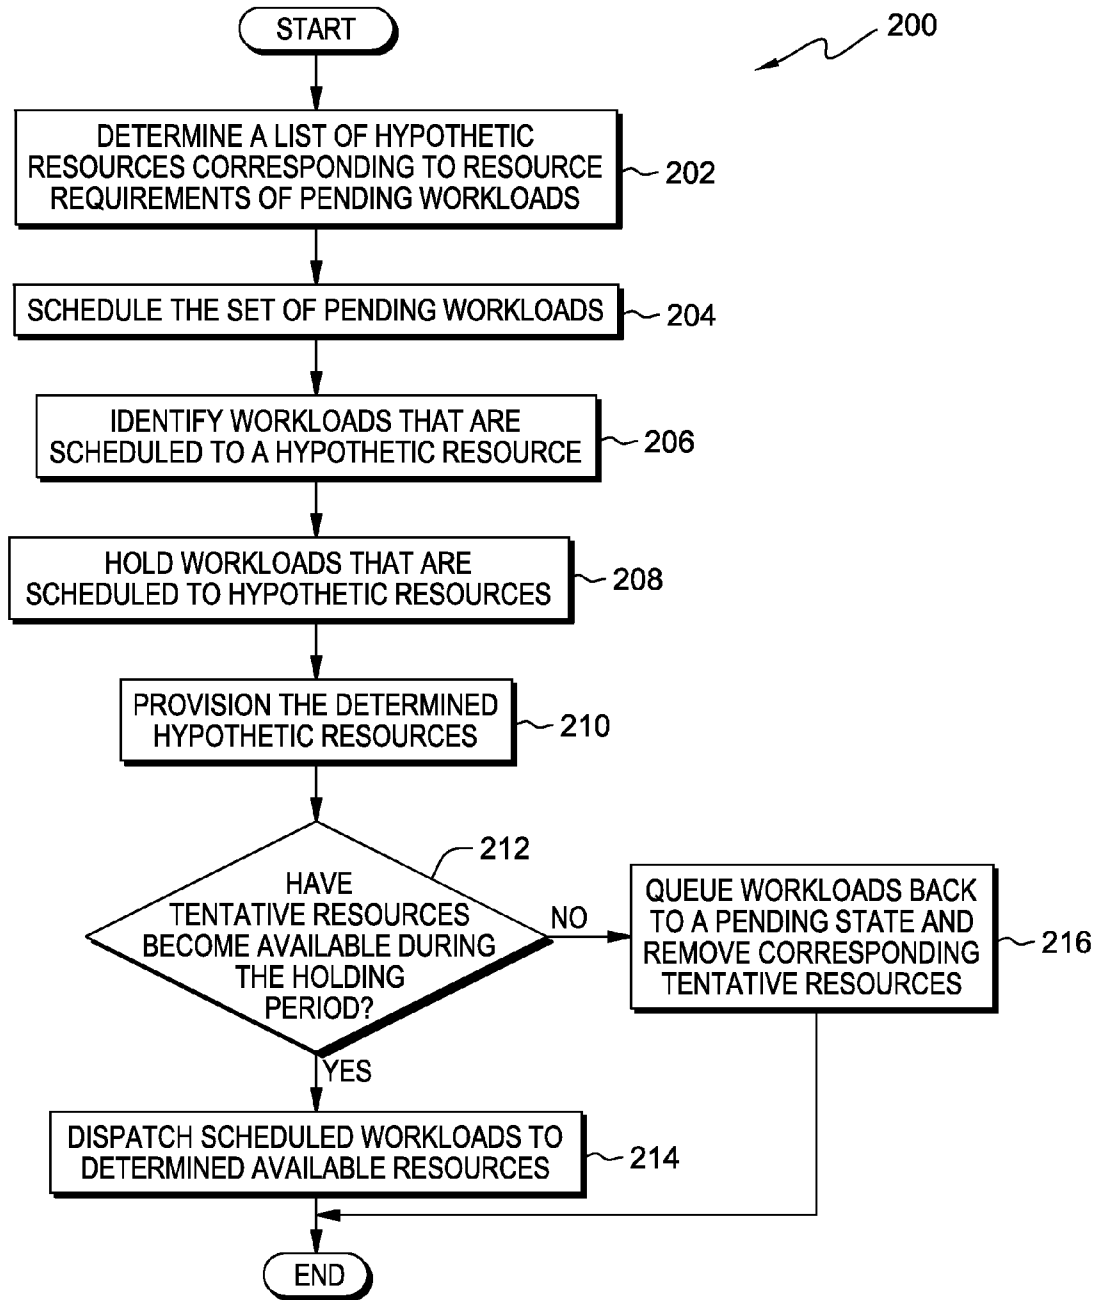 START
200
DETERMINE A LIST OF HYPOTHETIC
RESOURCES CORRESPONDING TO RESOURCE
REQUIREMENTS OF PENDING WORKLOADS
202
SCHEDULE THE SET OF PENDING WORKLOADS
204
IDENTIFY WORKLOADS THAT ARE
SCHEDULED TO A HYPOTHETIC RESOURCE
206
HOLD WORKLOADS THAT ARE
SCHEDULED TO HYPOTHETIC RESOURCES
208
PROVISION THE DETERMINED
HYPOTHETIC RESOURCES
210
212
HAVE
TENTATIVE RESOURCES
BECOME AVAILABLE DURING
THE HOLDING
PERIOD?
NO
QUEUE WORKLOADS BACK
TO A PENDING STATE AND
REMOVE CORRESPONDING
TENTATIVE RESOURCES
216
YES
DISPATCH SCHEDULED WORKLOADS TO
DETERMINED AVAILABLE RESOURCES
214
END